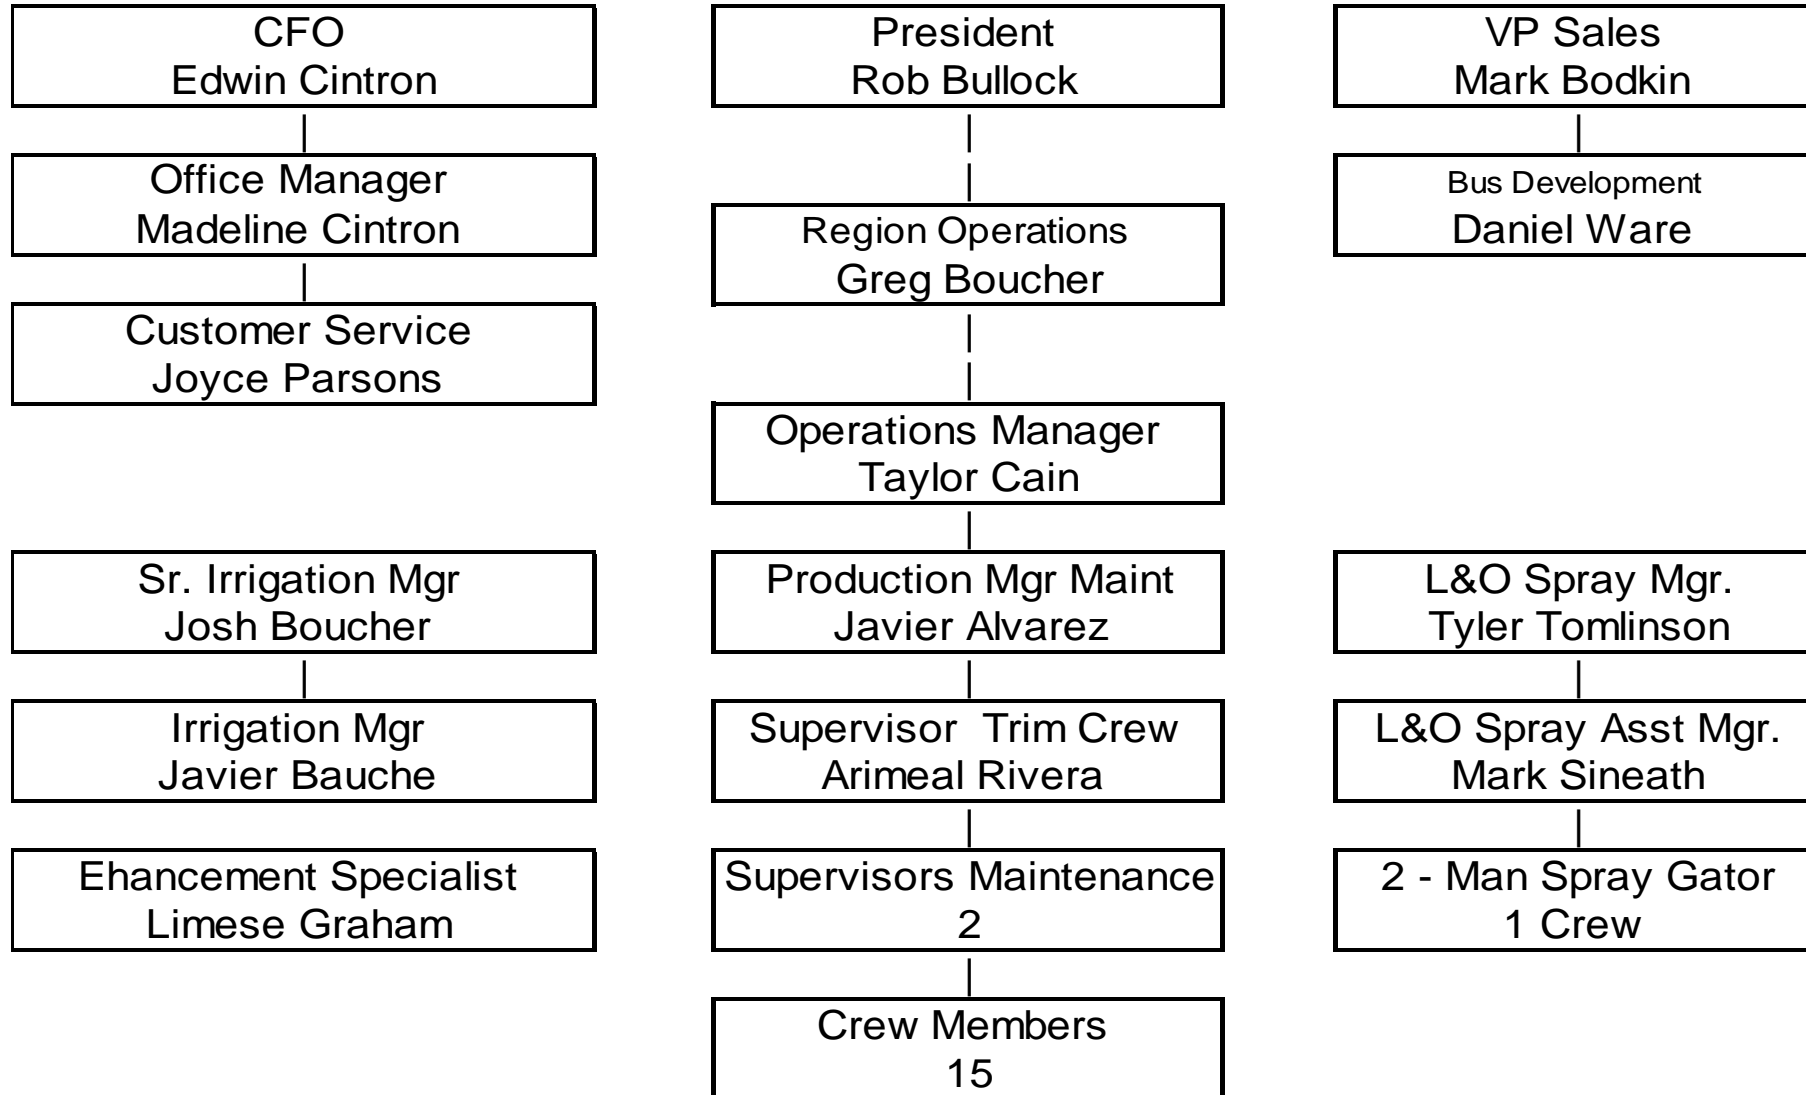 CFO
Edwin Cintron
President
Rob Bullock
VP Sales
Mark Bodkin
Office Manager
Madeline Cintron
Bus Development
Daniel Ware
Region Operations
Greg Boucher
Customer Service
Joyce Parsons
Operations Manager
Taylor Cain
Sr. Irrigation Mgr
Josh Boucher
Production Mgr Maint
Javier Alvarez
L&O Spray Mgr.
Tyler Tomlinson
Irrigation Mgr
Javier Bauche
Supervisor Trim Crew
Arimeal Rivera
L&O Spray Asst Mgr.
Mark Sineath
Ehancement Specialist
Limese Graham
Supervisors Maintenance
2
2 - Man Spray Gator
1 Crew
Crew Members
15